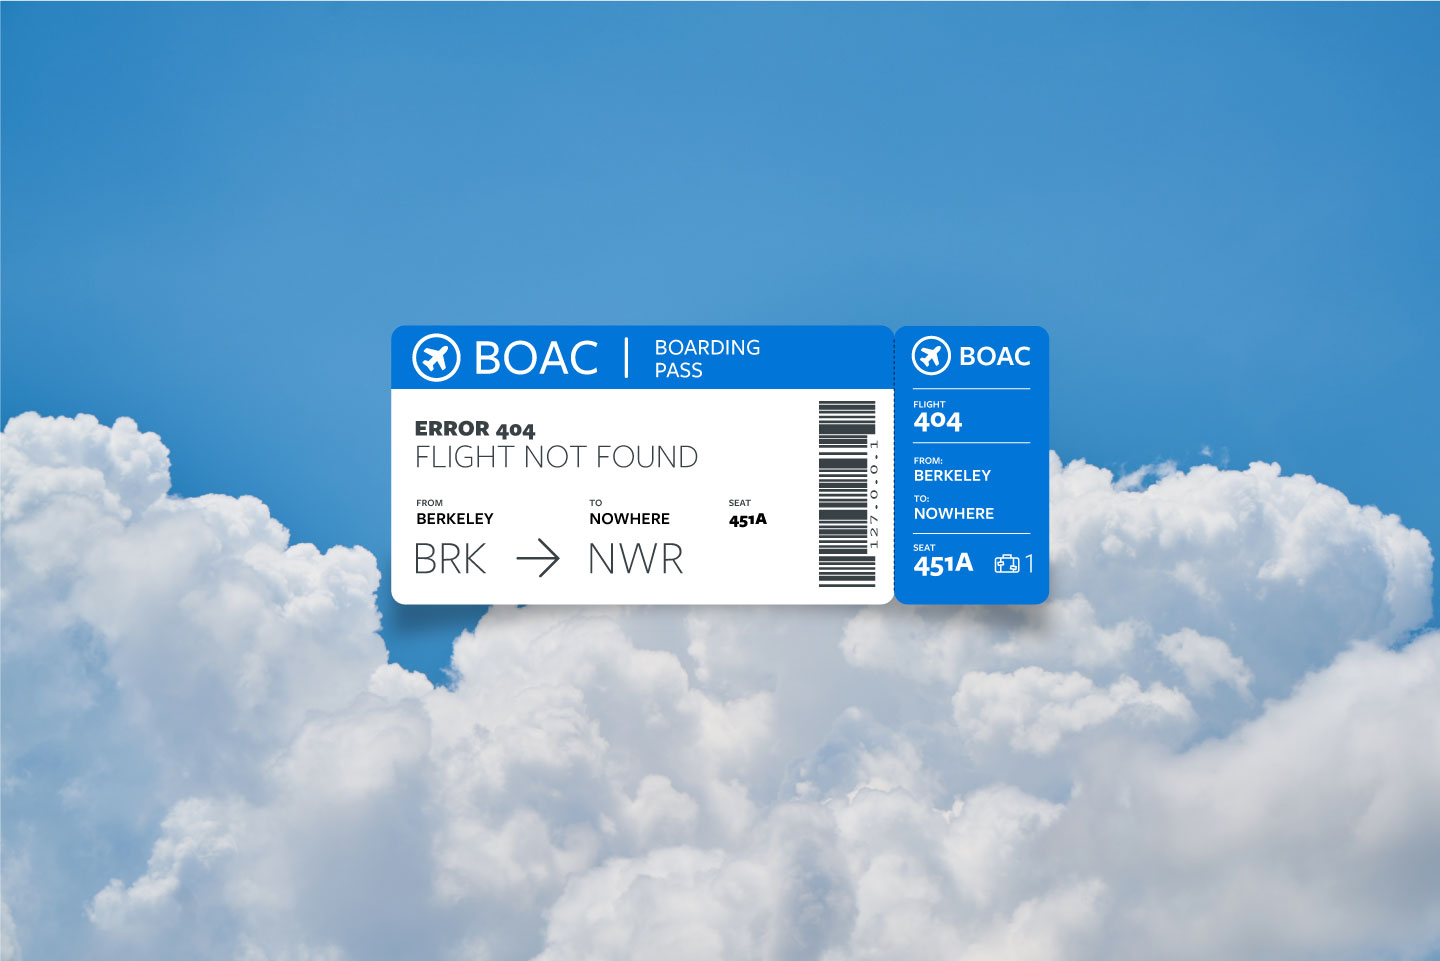 BOAC
BOARDING
PASS
ERROR 404
FLIGHT NOT FOUND
FROM
BERKELEY
TO
NOWHERE
SEAT
451A
BRK
NWR
127.0.0.1
BOAC
FLIGHT
404
FROM:
BERKELEY
TO:
NOWHERE
SEAT
451A
1